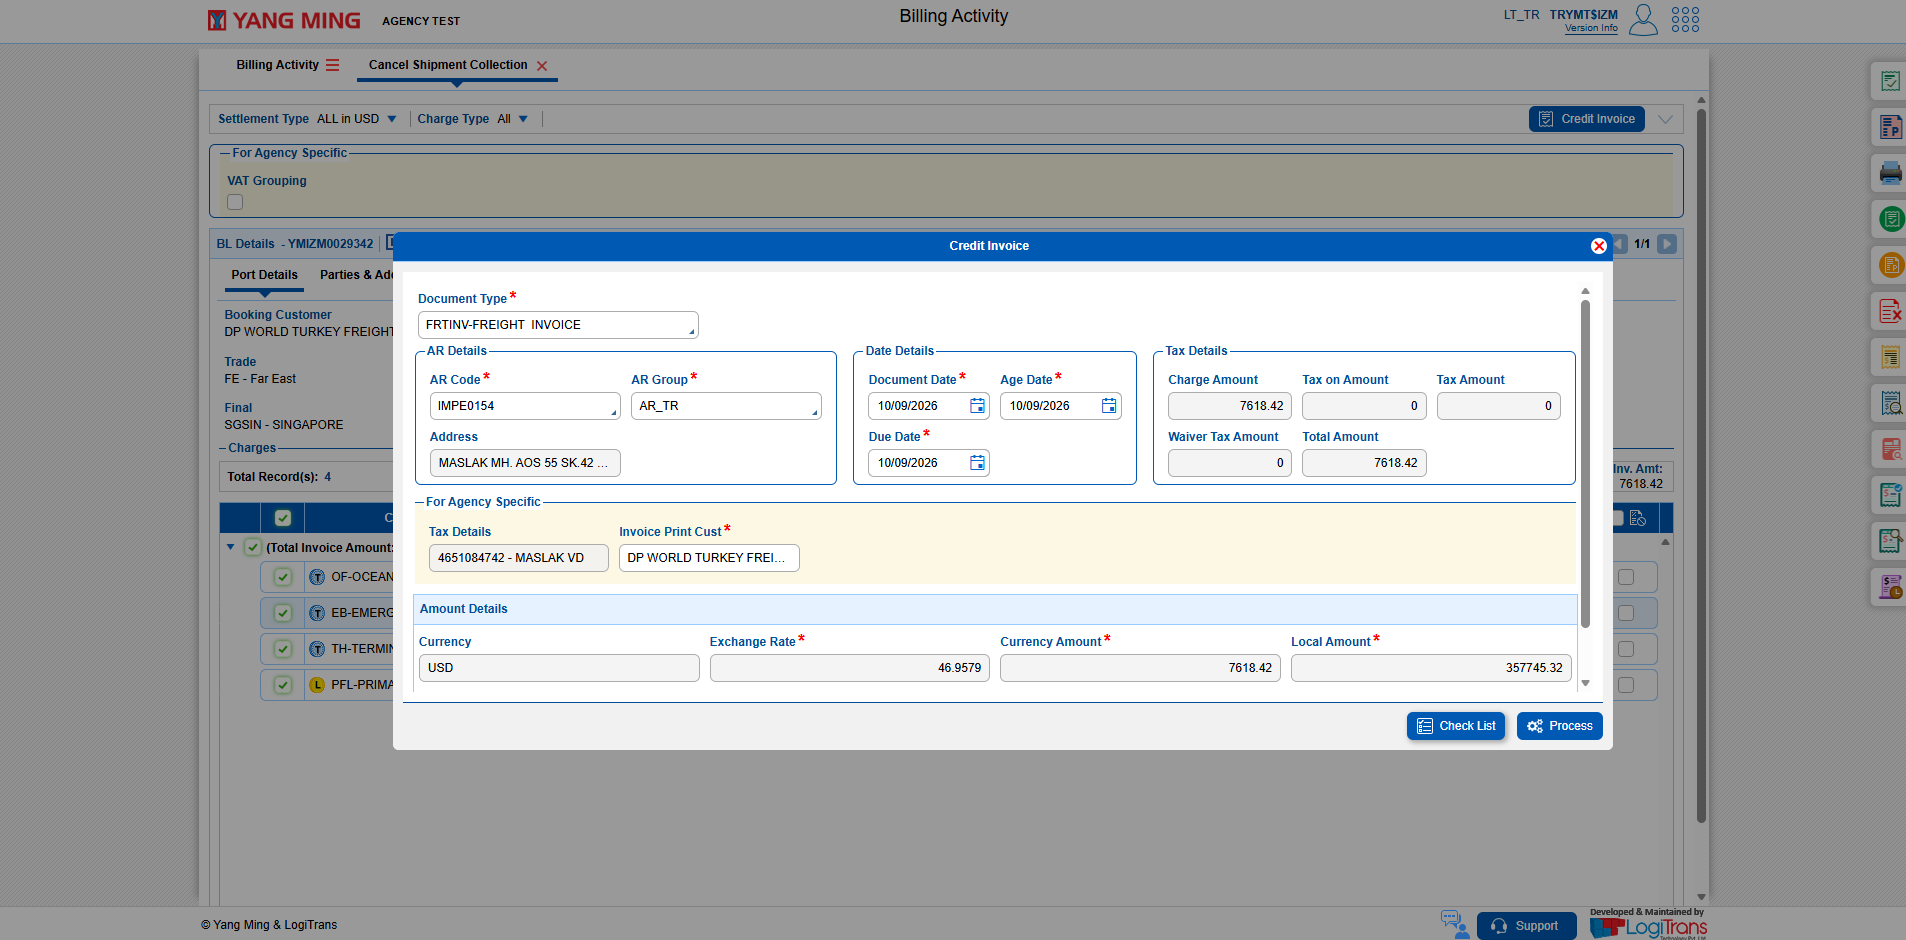 YANG MING
AGENCY TEST
Billing Activity
LT_TR
TRYMT$IZM
Version Info
Billing Activity
Cancel Shipment Collection
Settlement Type ALL in USD
Charge Type All
Credit Invoice
For Agency Specific
VAT Grouping
BL Details - YMIZM0029342
1/1
Port Details
Parties &
Booking Customer
DP WORLD TURKEY FREIGHT
Trade
FE - Far East
Final
SGSIN - SINGAPORE
Charges
Total Record(s): 4
Inv. Amt:
7618.42
(Total Invoice Amount:
OF-OCEAN
Credit Invoice
Document Type *
FRTINV-FREIGHT INVOICE
AR Details
AR Code *
IMPE0154
AR Group *
AR_TR
Address
MASLAK MH. AOS 55 SK.42 ...
Date Details
Document Date *
10/09/2026
Age Date *
10/09/2026
Due Date *
10/09/2026
Tax Details
Charge Amount
7618.42
Tax on Amount
0
Tax Amount
0
Waiver Tax Amount
0
Total Amount
7618.42
For Agency Specific
Tax Details
4651084742 - MASLAK VD
Invoice Print Cust *
DP WORLD TURKEY FREI...
Amount Details
Currency
USD
Exchange Rate *
46.9579
Currency Amount *
7618.42
Local Amount *
357745.32
Check List
Process
© Yang Ming & LogiTrans
Support
Developed & Maintained by
LogiTrans